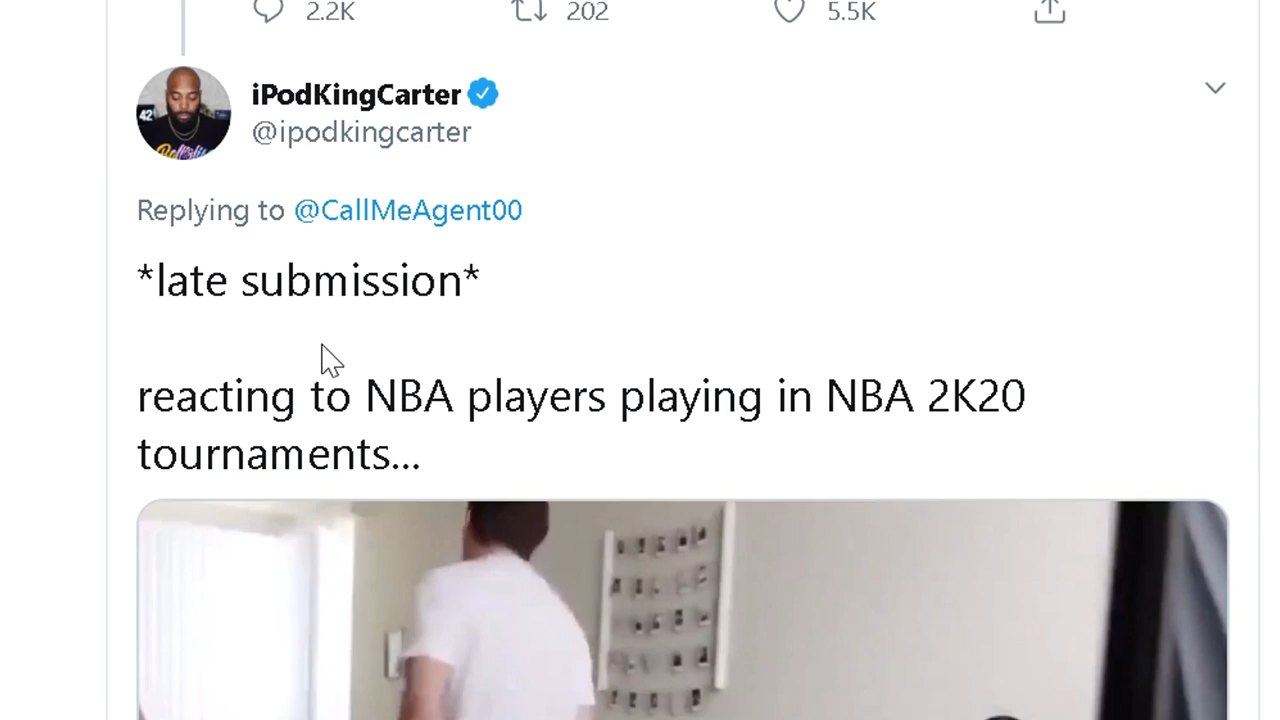 2.2K 202 5.5K
iPodKingCarter
@ipodkingcarter
42
Replying to @CallMeAgent00
*late submission*
reacting to NBA players playing in NBA 2K20
tournaments...